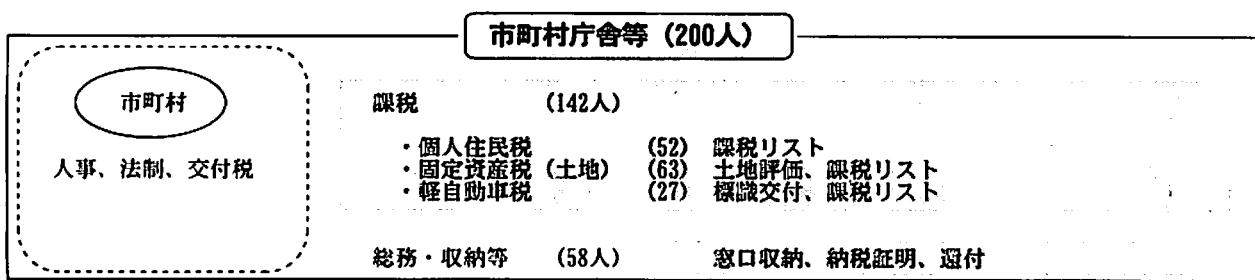 市町村庁舎等（200人）
市町村
人事、法制、交付税
課税 （142人）
・個人住民税 （52） 課税リスト
・固定資産税（土地） （63） 土地評価、課税リスト
・軽自動車税 （27）標識交付、課税リスト
総務・収納等 （58人） 窓口収納、納税証明、還付